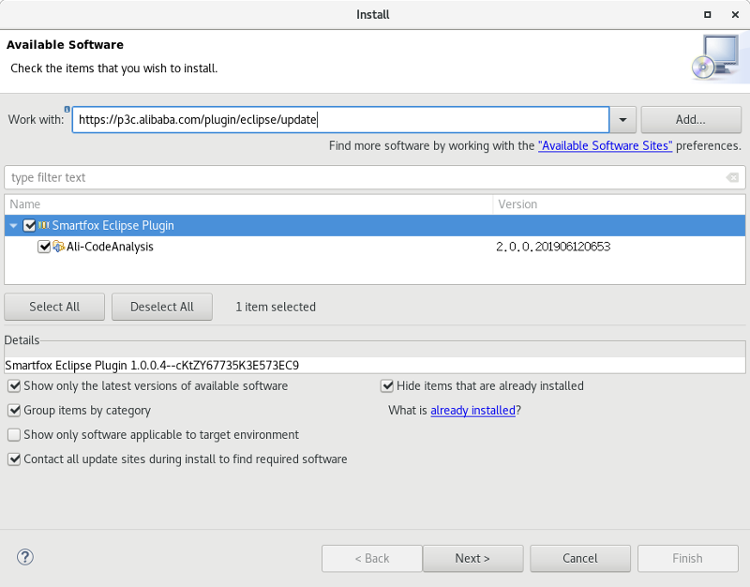 Install
Available Software
Check the items that you wish to install.
Work with: https://p3c.alibaba.com/plugin/eclipse/update Add...
Find more software by working with the "Available Software Sites" preferences.
type filter text
Name Version
Smartfox Eclipse Plugin
Ali-CodeAnalysis 2.0.0.201906120653
Select All Deselect All 1 item selected
Details
Smartfox Eclipse Plugin 1.0.0.4--cKtZY67735K3E573EC9
Show only the latest versions of available software Hide items that are already installed
Group items by category What is already installed?
Show only software applicable to target environment
Contact all update sites during install to find required software
? < Back Next > Cancel Finish